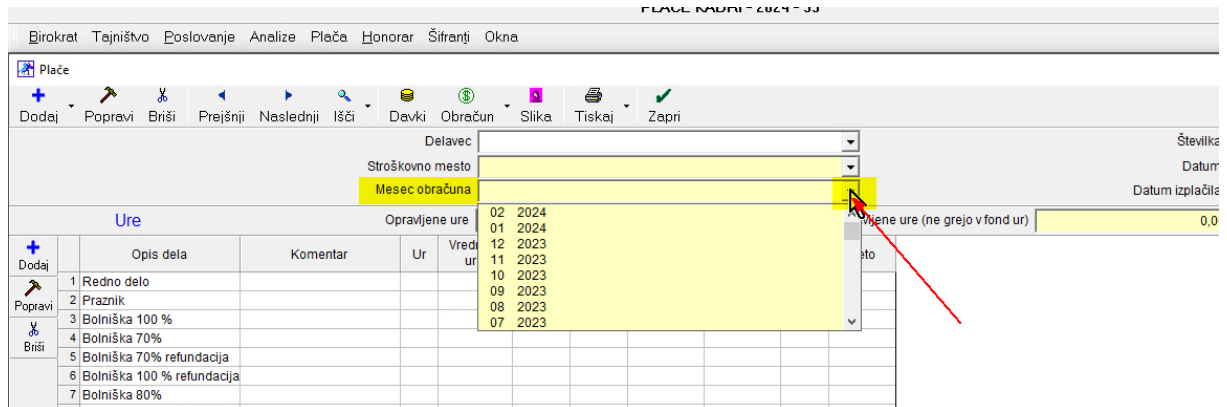 PLAČE KADRI - 2024 - 53
Birokrat Tajništvo Poslovanje Analize Plača Honorar Šifranti Okna
Plače
Dodaj Popravi Briši Prejšnji Naslednji Išči Davki Obračun Slika Tiskaj Zapri
Delavec Številka
Stroškovno mesto Datum
Mesec obračuna Datum izplačila
Ure Opravljene ure vljene ure (ne grejo v fond ur) 0,0
Dodaj Opis dela Komentar Ur Vredn ur eto
02 2024
01 2024
12 2023
11 2023
10 2023
09 2023
08 2023
07 2023
Popravi
Briši
1 Redno delo
2 Praznik
3 Bolniška 100 %
4 Bolniška 70%
5 Bolniška 70% refundacija
6 Bolniška 100 % refundacija
7 Bolniška 80%